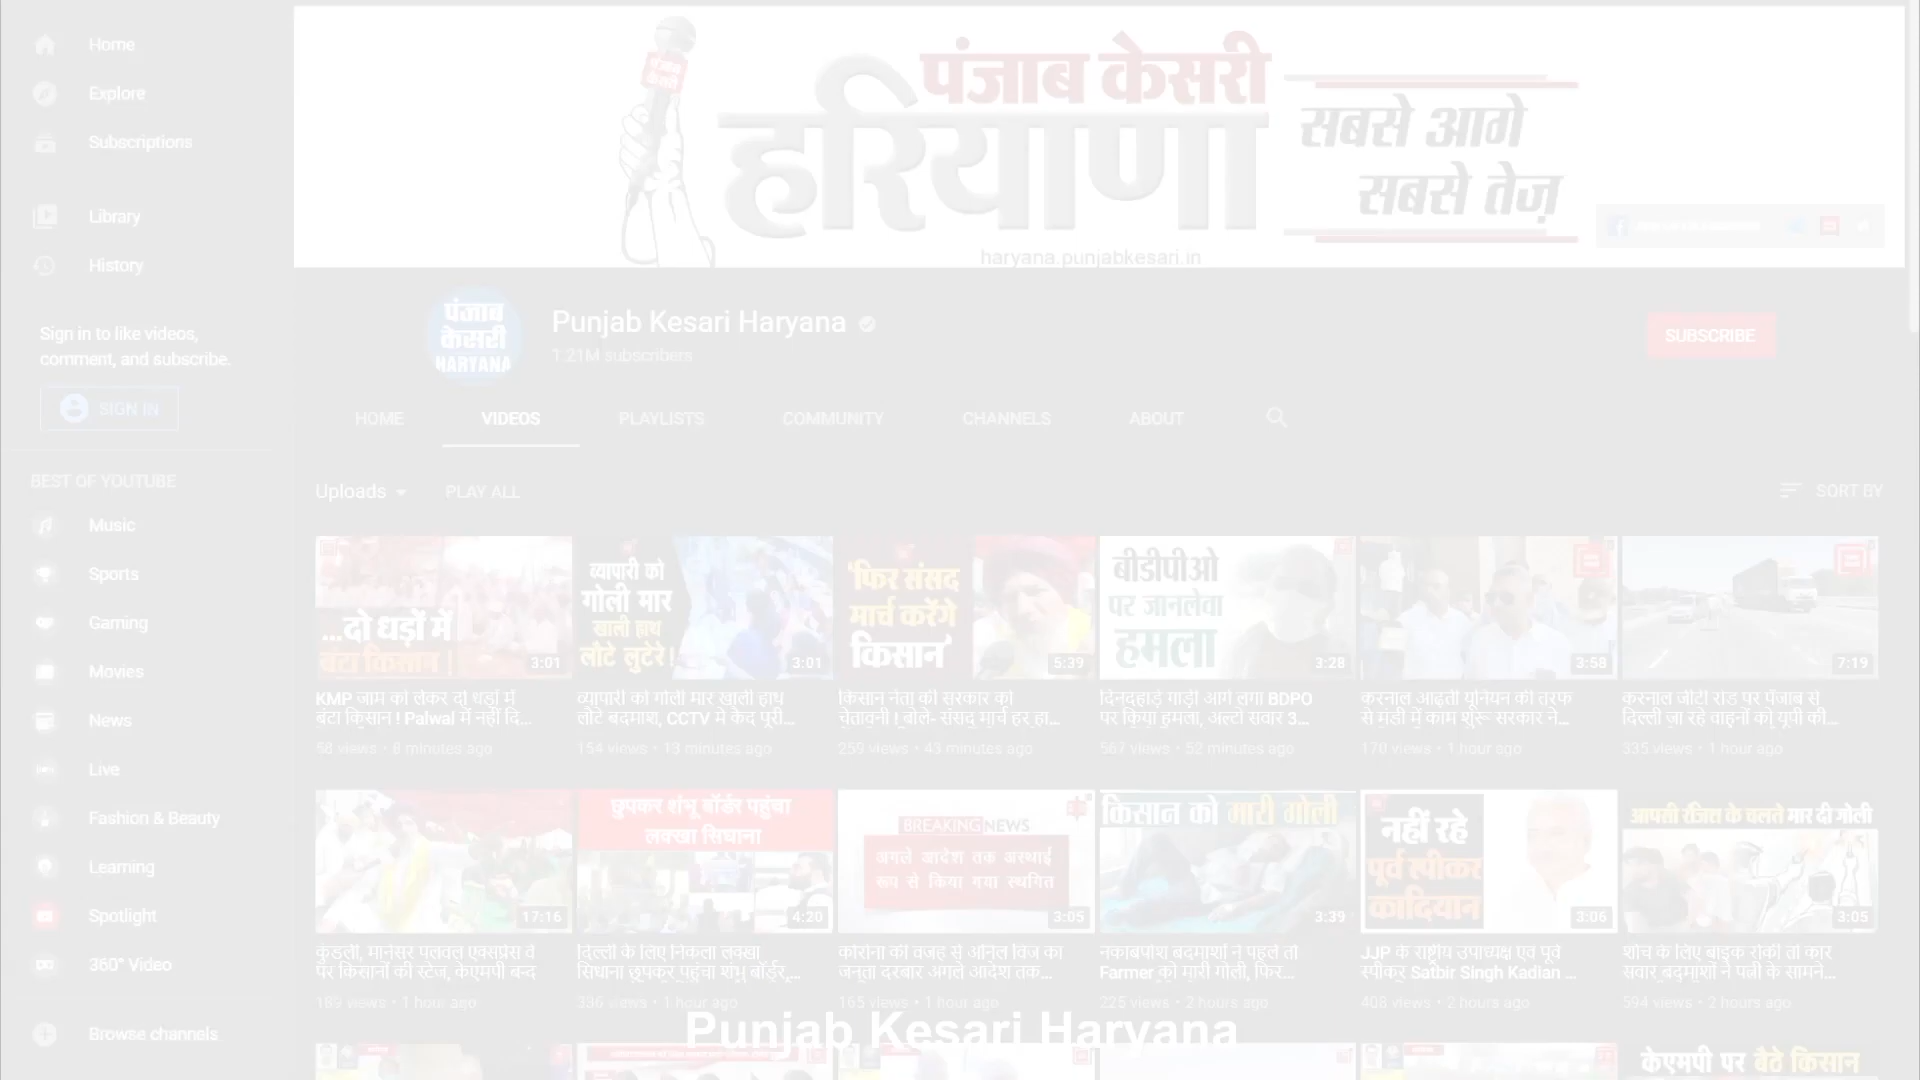 Home
Explore
Subscriptions
Library
History
Sign in to like videos,
comment, and subscribe.
SIGN IN
BEST OF YOUTUBE
Music
Sports
Gaming
Movies
News
Live
Fashion & Beauty
Learning
Spotlight
360° Video
Browse channels
पंजाब केसरी
हरियाणा
सबसे आगे
सबसे तेज़
haryana.punjabkesari.in
पंजाब
केसरी
HARYANA
Punjab Kesari Haryana
1.21M subscribers
SUBSCRIBE
HOME VIDEOS PLAYLISTS COMMUNITY CHANNELS ABOUT
Uploads PLAY ALL SORT BY
...दो धड़ों में
बंटा किसान !
3:01
KMP जाम को लेकर दो धड़ों में
बंटा किसान ! Palwal में नहीं दि...
58 views • 8 minutes ago
व्यापारी को
गोली मार
खाली हाथ
लौटे लुटेरे !
3:01
व्यापारी को गोली मार खाली हाथ
लौटे बदमाश, CCTV में कैद पूरी...
154 views • 13 minutes ago
'फिर संसद
मार्च करेंगे
किसान'
5:39
किसान नेता की सरकार को
चेतावनी ! बोले- संसद मार्च हर हा...
259 views • 43 minutes ago
बीडीपीओ
पर जानलेवा
हमला
3:28
दिनदहाड़े गाड़ी आगे लगा BDPO
पर किया हमला, अल्टो सवार 3...
567 views • 52 minutes ago
3:58
करनाल आढ़ती यूनियन की तरफ
से मंडी में काम शुरू सरकार ने...
170 views • 1 hour ago
7:19
करनाल जीटी रोड पर पंजाब से
दिल्ली जा रहे वाहनों को यूपी की...
335 views • 1 hour ago
17:16
कुंडली, मानेसर पलवल एक्सप्रेस वे
पर किसानों की स्टेज, केएमपी बन्द
189 views • 1 hour ago
छुपकर शंभू बॉर्डर पहुंचा
लक्खा सिधाना
4:20
दिल्ली के लिए निकला लक्खा
सिधाना छुपकर पहुंचा शंभू बॉर्डर,...
336 views • 1 hour ago
BREAKING NEWS
अगले आदेश तक अस्थाई
रूप से किया गया स्थगित
3:05
कोरोना की वजह से अनिल विज का
जनता दरबार अगले आदेश तक...
165 views • 1 hour ago
किसान को मारी गोली
3:39
नकाबपोश बदमाशों ने पहले तो
Farmer को मारी गोली, फिर...
225 views • 2 hours ago
नहीं रहे
पूर्व स्पीकर
कादियान
3:06
JJP के राष्ट्रीय उपाध्यक्ष एवं पूर्व
स्पीकर Satbir Singh Kadian ...
408 views • 2 hours ago
आपसी रंजिश के चलते मार दी गोली
3:05
शौच के लिए बाइक रोकी तो कार
सवार बदमाशों ने पत्नी के सामने...
594 views • 2 hours ago
केएमपी पर बैठे किसान
Punjab Kesari Haryana